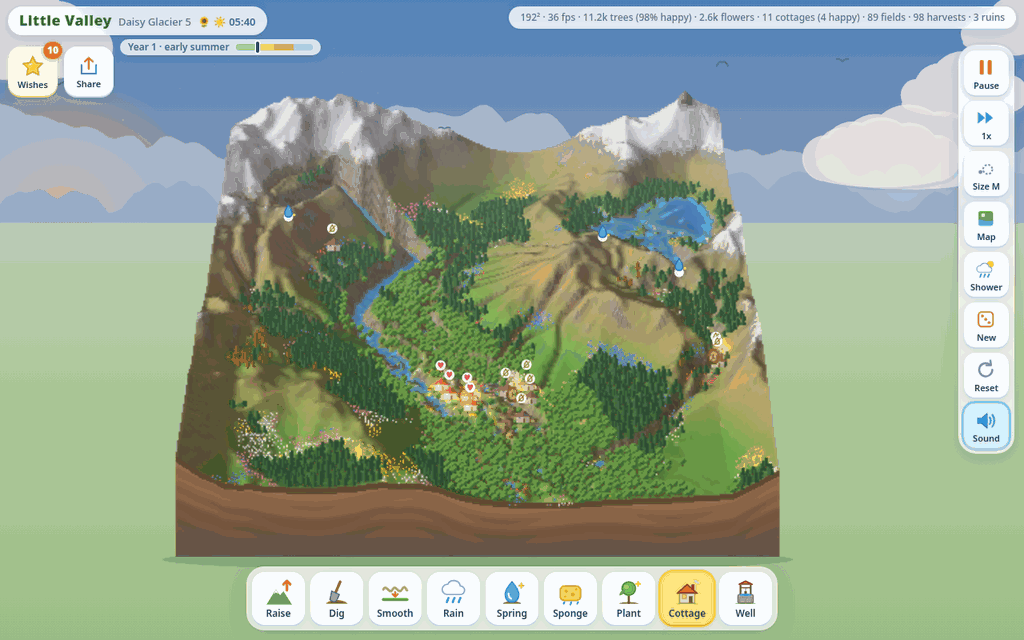 Little Valley Daisy Glacier 5 05:40
192² · 36 fps · 11.2k trees (98% happy) · 2.6k flowers · 11 cottages (4 happy) · 89 fields · 98 harvests · 3 ruins
Year 1 · early summer
10
Wishes
Share
Pause
1x
Size M
Map
Shower
New
Reset
Sound
Raise
Dig
Smooth
Rain
Spring
Sponge
Plant
Cottage
Well